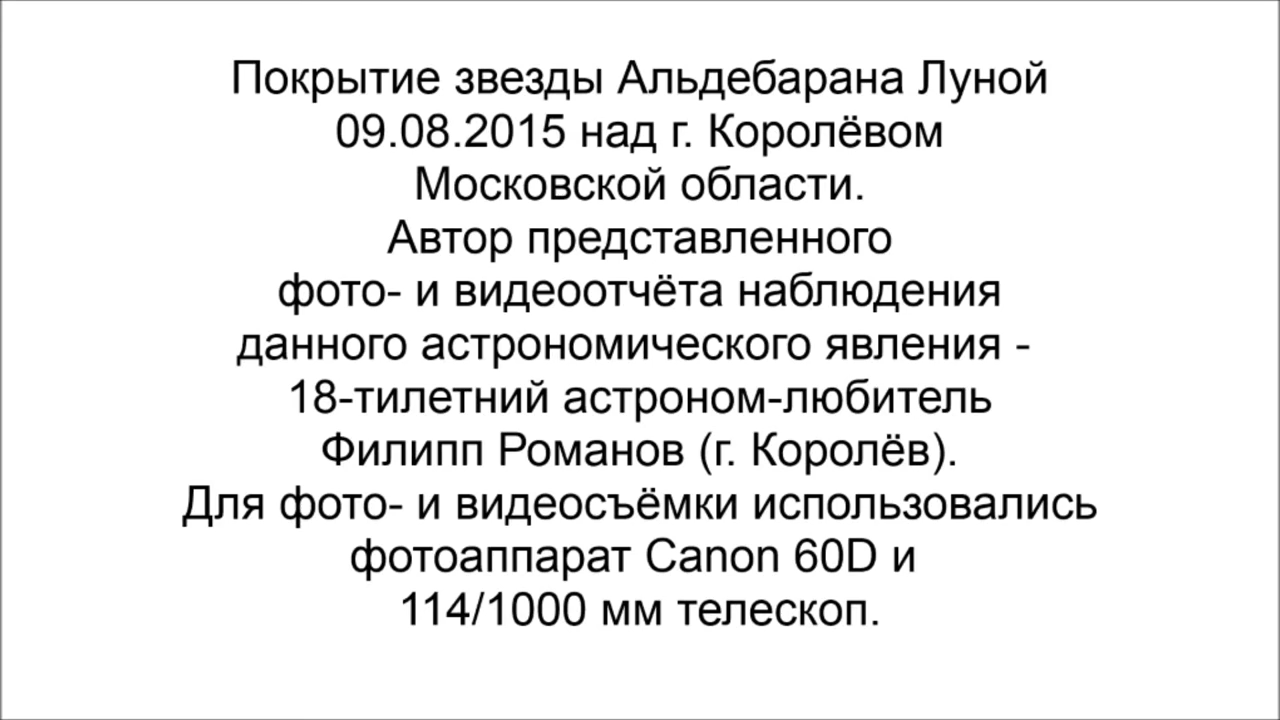 Покрытие звезды Альдебарана Луной
09.08.2015 над г. Королёвом
Московской области.
Автор представленного
фото- и видеоотчёта наблюдения
данного астрономического явления -
18-тилетний астроном-любитель
Филипп Романов (г. Королёв).
Для фото- и видеосъёмки использовались
фотоаппарат Canon 60D и
114/1000 мм телескоп.